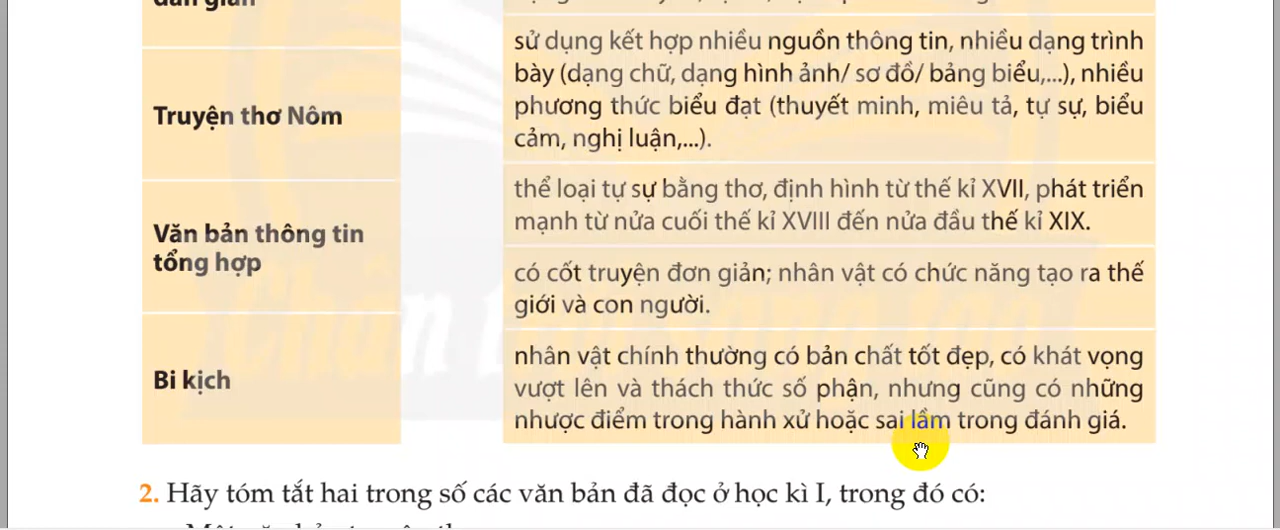 dân gian
sử dụng kết hợp nhiều nguồn thông tin, nhiều dạng trình
bày (dạng chữ, dạng hình ảnh/ sơ đồ/ bảng biểu,...), nhiều
phương thức biểu đạt (thuyết minh, miêu tả, tự sự, biểu
cảm, nghị luận,...).
Truyện thơ Nôm
thể loại tự sự bằng thơ, định hình từ thế kỉ XVII, phát triển
mạnh từ nửa cuối thế kỉ XVIII đến nửa đầu thế kỉ XIX.
Văn bản thông tin
tổng hợp
có cốt truyện đơn giản; nhân vật có chức năng tạo ra thế
giới và con người.
Bi kịch
nhân vật chính thường có bản chất tốt đẹp, có khát vọng
vượt lên và thách thức số phận, nhưng cũng có những
nhược điểm trong hành xử hoặc sai lầm trong đánh giá.
2. Hãy tóm tắt hai trong số các văn bản đã đọc ở học kì I, trong đó có: